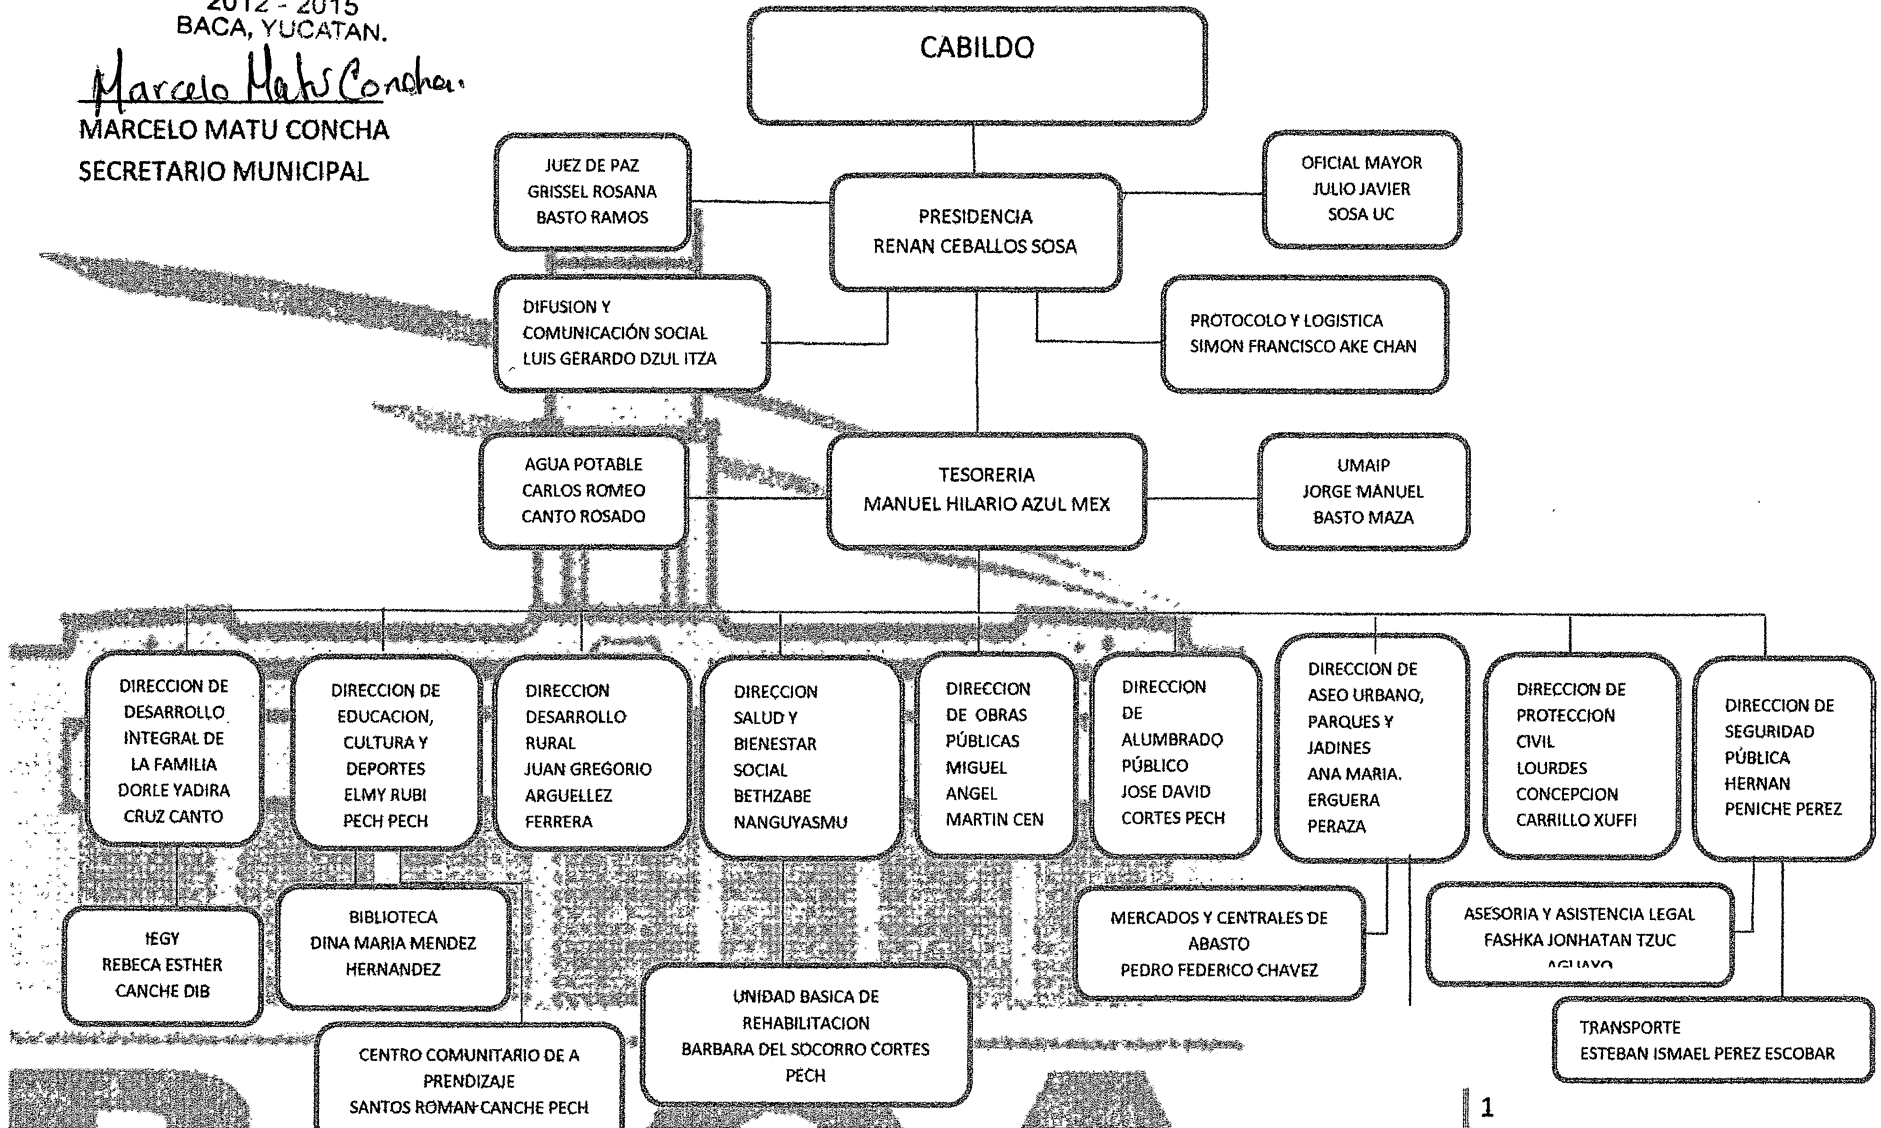 2012 - 2015
BACA, YUCATAN.
Marcelo Matu Concha.
MARCELO MATU CONCHA
SECRETARIO MUNICIPAL
CABILDO
JUEZ DE PAZ
GRISSEL ROSANA
BASTO RAMOS
PRESIDENCIA
RENAN CEBALLOS SOSA
OFICIAL MAYOR
JULIO JAVIER
SOSA UC
DIFUSION Y
COMUNICACIÓN SOCIAL
LUIS GERARDO DZUL ITZA
PROTOCOLO Y LOGISTICA
SIMON FRANCISCO AKE CHAN
AGUA POTABLE
CARLOS ROMEO
CANTO ROSADO
TESORERIA
MANUEL HILARIO AZUL MEX
UMAIP
JORGE MANUEL
BASTO MAZA
DIRECCION DE
DESARROLLO
INTEGRAL DE
LA FAMILIA
DORLE YADIRA
CRUZ CANTO
DIRECCION DE
EDUCACION,
CULTURA Y
DEPORTES
ELMY RUBI
PECH PECH
DIRECCION
DESARROLLO
RURAL
JUAN GREGORIO
ARGUELLEZ
FERRERA
DIRECCION
SALUD Y
BIENESTAR
SOCIAL
BETHZABE
NANGUYASMU
DIRECCION
DE OBRAS
PÚBLICAS
MIGUEL
ANGEL
MARTIN CEN
DIRECCION
DE
ALUMBRADO
PÚBLICO
JOSE DAVID
CORTES PECH
DIRECCION DE
ASEO URBANO,
PARQUES Y
JADINES
ANA MARIA.
ERGUERA
PERAZA
DIRECCION DE
PROTECCION
CIVIL
LOURDES
CONCEPCION
CARRILLO XUFFI
DIRECCION DE
SEGURIDAD
PÚBLICA
HERNAN
PENICHE PEREZ
IEGY
REBECA ESTHER
CANCHE DIB
BIBLIOTECA
DINA MARIA MENDEZ
HERNANDEZ
CENTRO COMUNITARIO DE A
PRENDIZAJE
SANTOS ROMAN CANCHE PECH
UNIDAD BASICA DE
REHABILITACION
BARBARA DEL SOCORRO CORTES
PECH
MERCADOS Y CENTRALES DE
ABASTO
PEDRO FEDERICO CHAVEZ
ASESORIA Y ASISTENCIA LEGAL
FASHKA JONHATAN TZUC
AGUAYO
TRANSPORTE
ESTEBAN ISMAEL PEREZ ESCOBAR
1